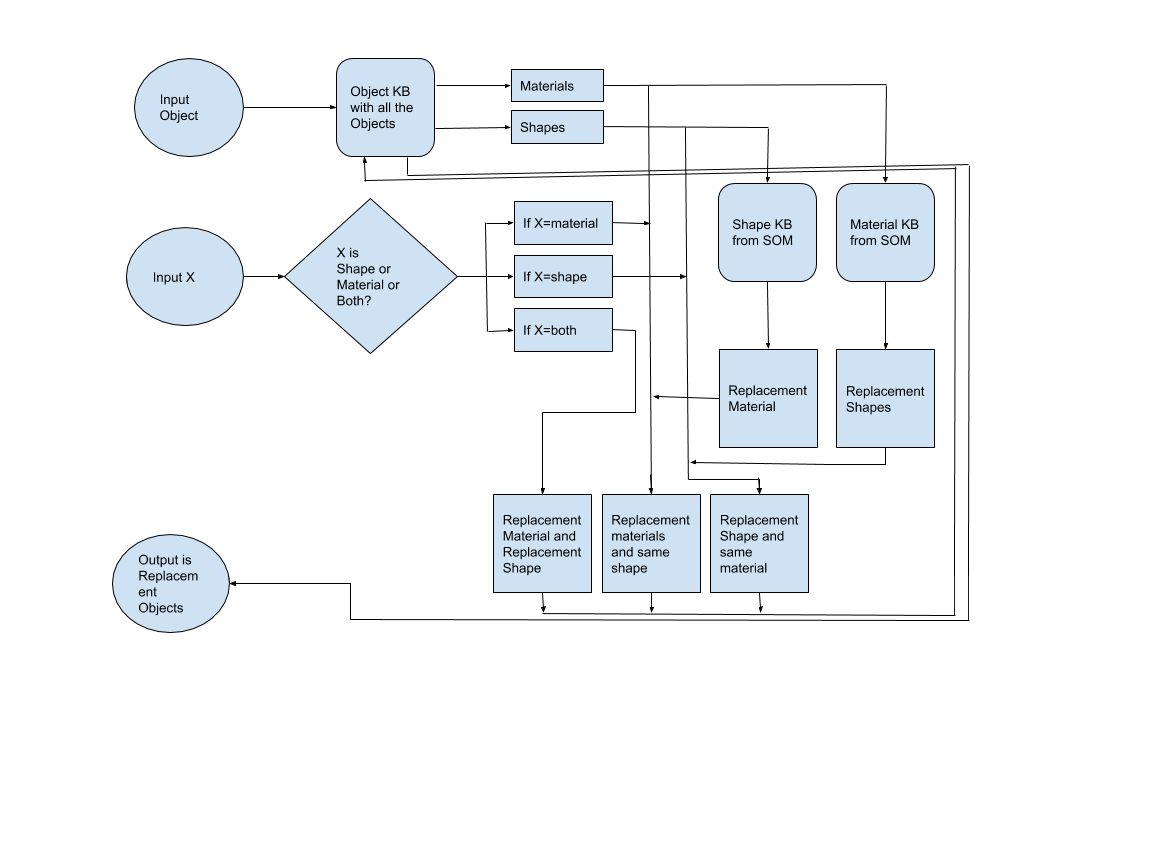 Input
Object
Object KB
with all the
Objects
Materials
Shapes
Input X
X is
Shape or
Material or
Both?
If X=material
If X=shape
If X=both
Shape KB
from SOM
Material KB
from SOM
Replacement
Material
Replacement
Shapes
Replacement
Material and
Replacement
Shape
Replacement
materials
and same
shape
Replacement
Shape and
same
material
Output is
Replacem
ent
Objects